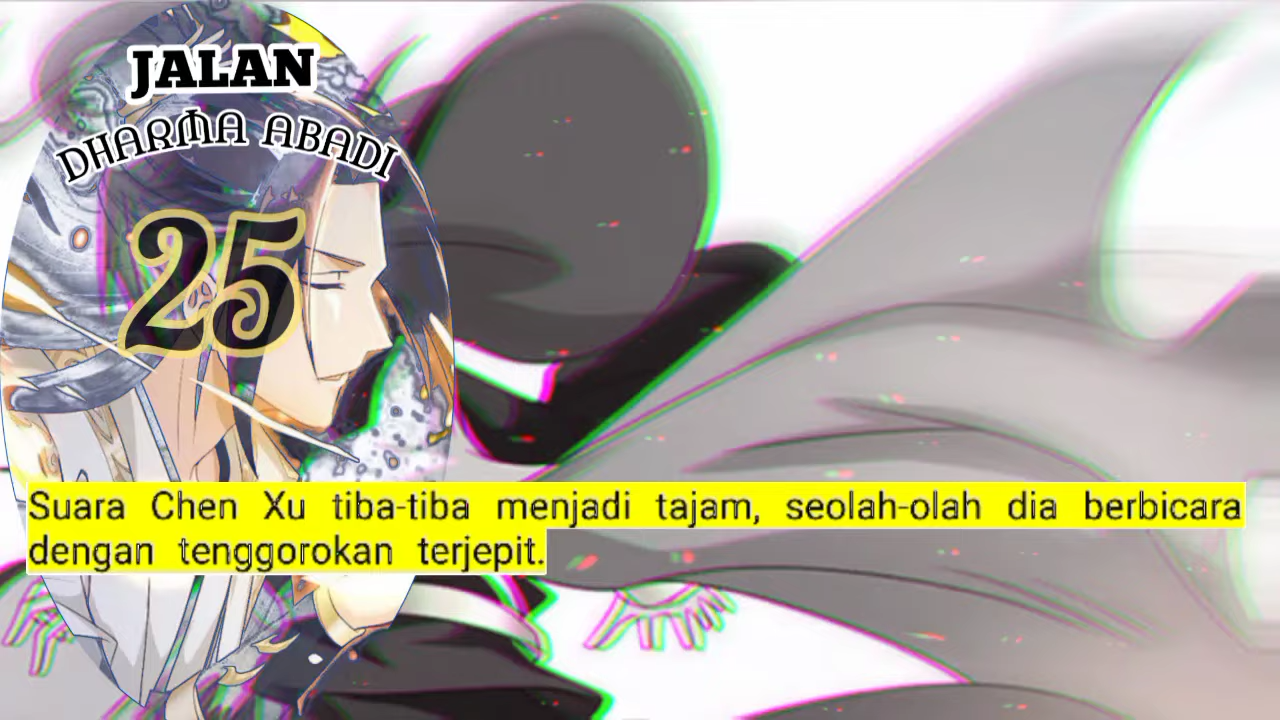 JALAN
DHARMA ABADI
25
Suara Chen Xu tiba-tiba menjadi tajam, seolah-olah dia berbicara
dengan tenggorokan terjepit.